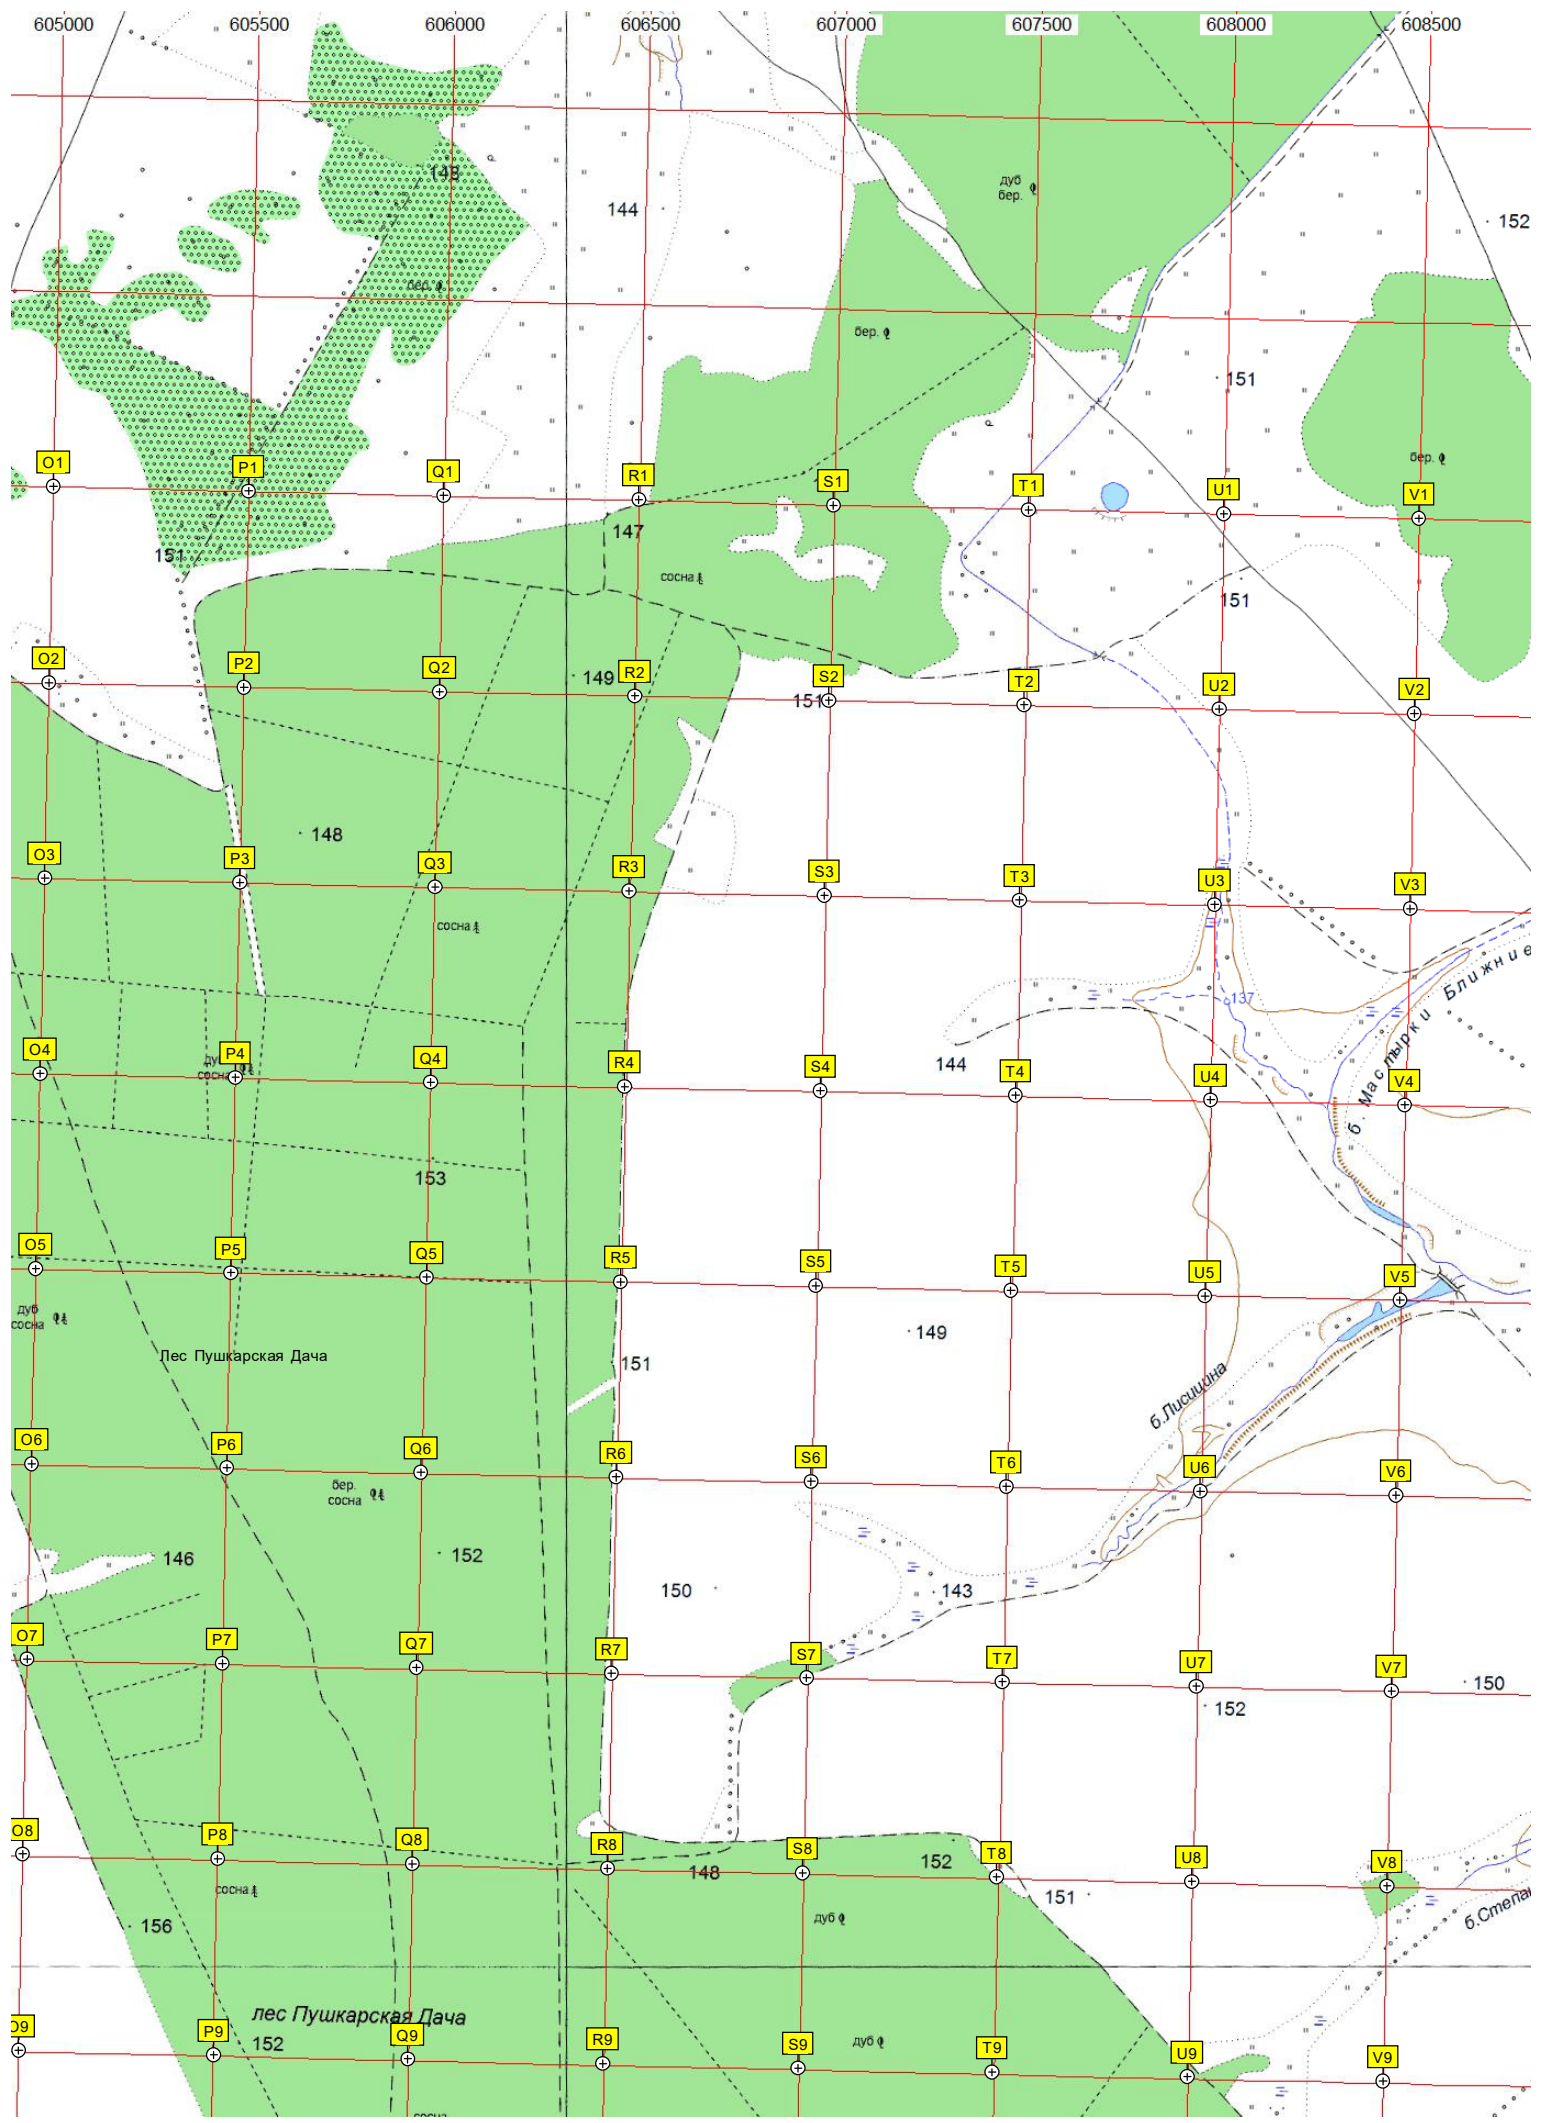 605000 605500 606000 606500 607000 607500 608000 608500
148
144
дуб
бер.
152
бер.
бер.
151
бер.
O1 P1 Q1 R1 S1 T1 U1 V1
147
151
сосна
151
O2 P2 Q2 R2 S2 T2 U2 V2
149
151
148
O3 P3 Q3 R3 S3 T3 U3 V3
сосна
Ближние
137
б. Мастырки
O4 P4 Q4 R4 S4 T4 U4 V4
дуб
сосна
144
153
O5 P5 Q5 R5 S5 T5 U5 V5
дуб
сосна
149
Лес Пушкарская Дача
151
б.Лисицина
O6 P6 Q6 R6 S6 T6 U6 V6
бер.
сосна
146
152
150
143
O7 P7 Q7 R7 S7 T7 U7 V7
150
152
O8 P8 Q8 R8 S8 T8 U8 V8
148
152
151
сосна
дуб
156
лес Пушкарская Дача
152
O9 P9 Q9 R9 S9 T9 U9 V9
дуб